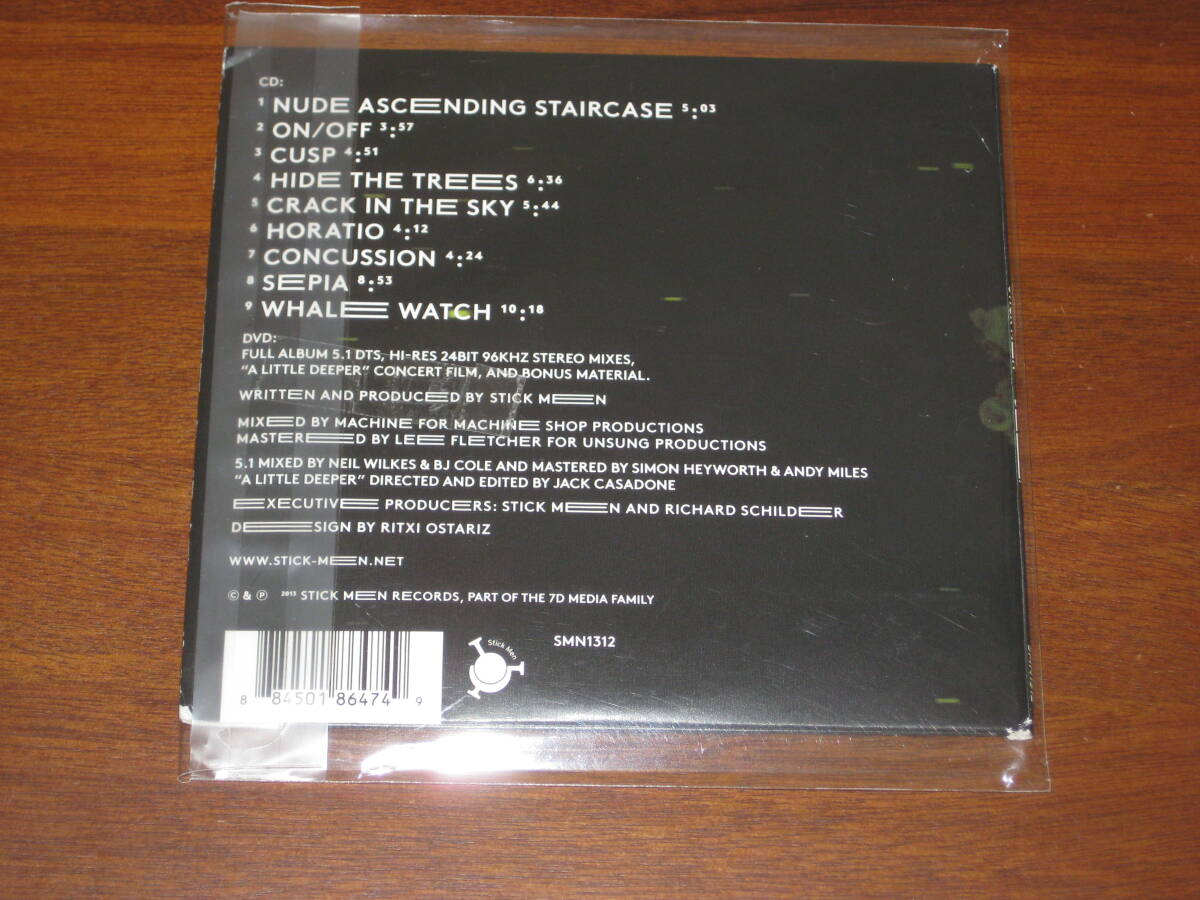 CD:
1 NUDE ASCENDING STAIRCASE 5:03
2 ON/OFF 3:57
3 CUSP 4:51
4 HIDE THE TREES 6:36
5 CRACK IN THE SKY 5:44
6 HORATIO 4:12
7 CONCUSSION 4:24
8 SEPIA 8:53
9 WHALE WATCH 10:18
DVD:
FULL ALBUM 5.1 DTS, HI-RES 24BIT 96KHZ STEREO MIXES,
“A LITTLE DEEPER” CONCERT FILM, AND BONUS MATERIAL.
WRITTEN AND PRODUCED BY STICK MEN
MIXED BY MACHINE FOR MACHINE SHOP PRODUCTIONS
MASTERED BY LEE FLETCHER FOR UNSUNG PRODUCTIONS
5.1 MIXED BY NEIL WILKES & BJ COLE AND MASTERED BY SIMON HEYWORTH & ANDY MILES
“A LITTLE DEEPER” DIRECTED AND EDITED BY JACK CASADONE
EXECUTIVE PRODUCERS: STICK MEN AND RICHARD SCHILDER
DESIGN BY RITXI OSTARIZ
WWW.STICK-MEN.NET
© & ℗ 2013 STICK MEN RECORDS, PART OF THE 7D MEDIA FAMILY
8 84501 86474 9
Stick Men
SMN1312